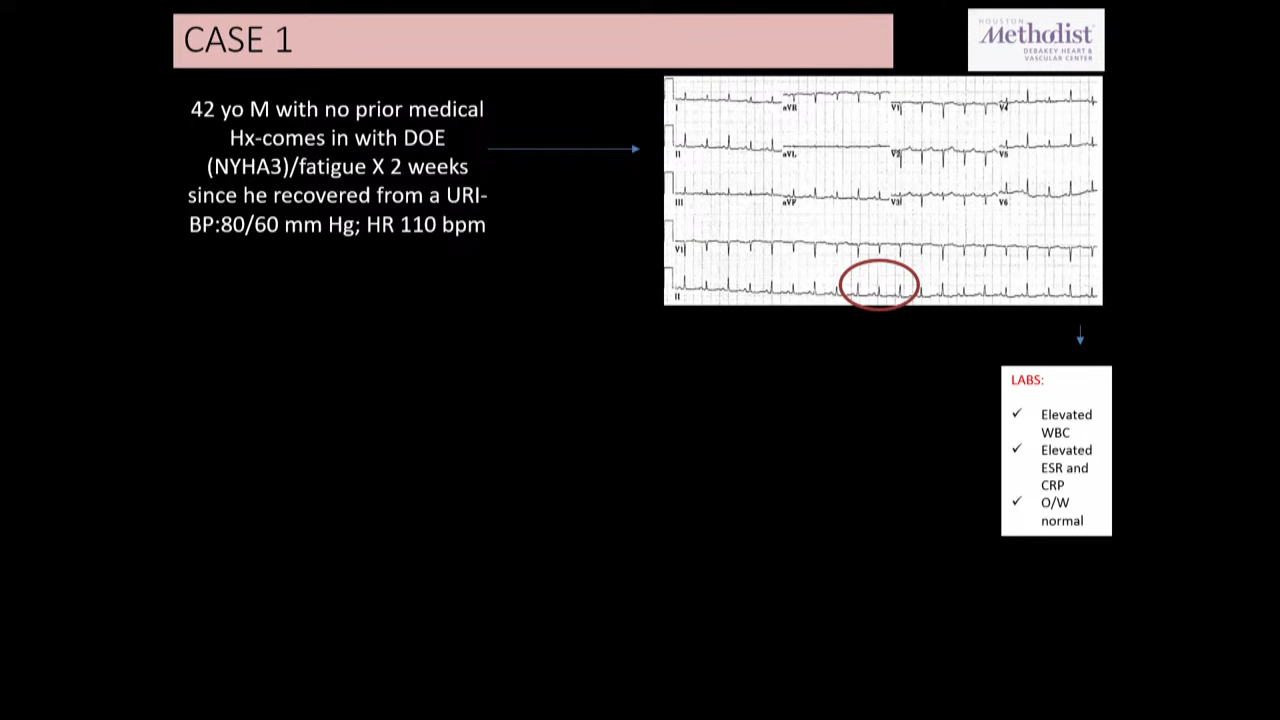 CASE 1
HOUSTON
Methodist
DEBAKEY HEART &
VASCULAR CENTER
42 yo M with no prior medical
Hx-comes in with DOE
(NYHA3)/fatigue X 2 weeks
since he recovered from a URI-
BP:80/60 mm Hg; HR 110 bpm
I aVR V1 V4
II aVL V2 V5
III aVF V3 V6
V1
II
LABS:
✓ Elevated
WBC
✓ Elevated
ESR and
CRP
✓ O/W
normal